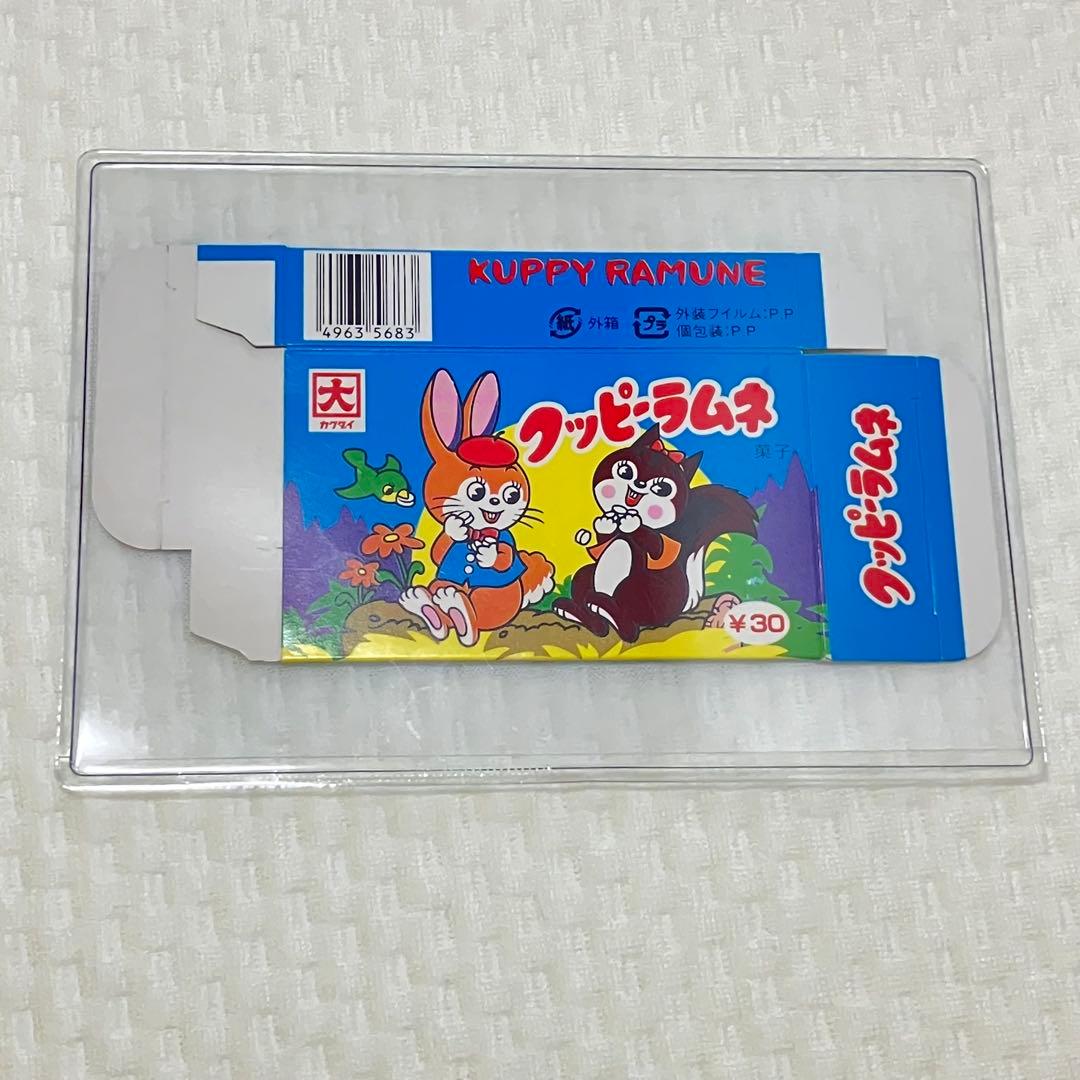 KUPPY RAMUNE
4963 5683
紙 外箱
プラ 外装フイルム:P.P
個包装:P.P
大
カクダイ
クッピーラムネ
菓子
¥30
クッピーラムネ